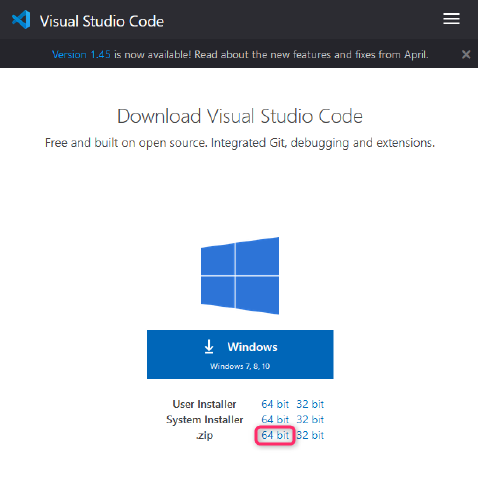 Visual Studio Code
Version 1.45 is now available! Read about the new features and fixes from April.
Download Visual Studio Code
Free and built on open source. Integrated Git, debugging and extensions.
Windows
Windows 7, 8, 10
User Installer 64 bit 32 bit
System Installer 64 bit 32 bit
.zip 64 bit 32 bit